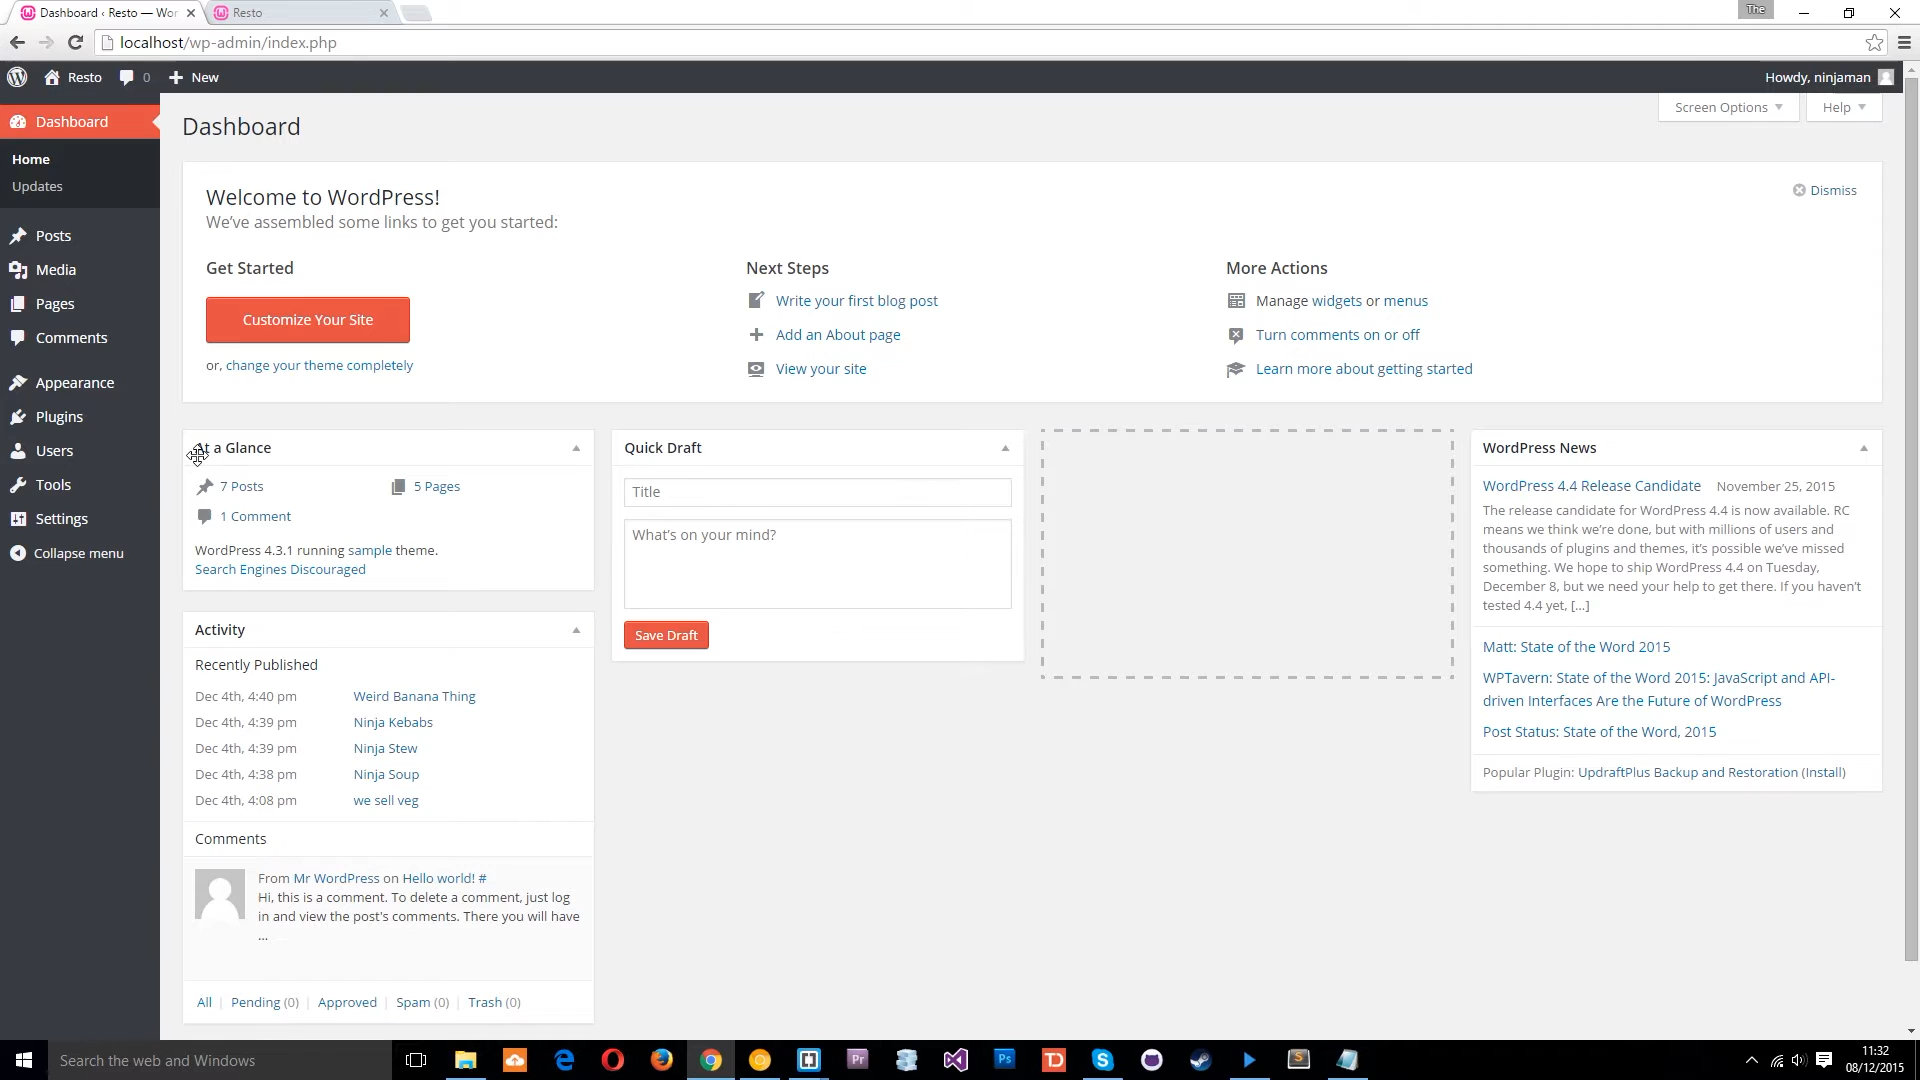 Dashboard ‹ Resto — Wor
Resto
The
localhost/wp-admin/index.php
Resto
0
New
Howdy, ninjaman
Dashboard
Home
Updates
Posts
Media
Pages
Comments
Appearance
Plugins
Users
Tools
Settings
Collapse menu
Screen Options
Help
Dashboard
Welcome to WordPress!
We've assembled some links to get you started:
Dismiss
Get Started
Customize Your Site
or, change your theme completely
Next Steps
Write your first blog post
Add an About page
View your site
More Actions
Manage widgets or menus
Turn comments on or off
Learn more about getting started
At a Glance
7 Posts
5 Pages
1 Comment
WordPress 4.3.1 running sample theme.
Search Engines Discouraged
Activity
Recently Published
Dec 4th, 4:40 pm Weird Banana Thing
Dec 4th, 4:39 pm Ninja Kebabs
Dec 4th, 4:39 pm Ninja Stew
Dec 4th, 4:38 pm Ninja Soup
Dec 4th, 4:08 pm we sell veg
Comments
From Mr WordPress on Hello world! #
Hi, this is a comment. To delete a comment, just log
in and view the post's comments. There you will have
...
All | Pending (0) | Approved | Spam (0) | Trash (0)
Quick Draft
Title
What's on your mind?
Save Draft
WordPress News
WordPress 4.4 Release Candidate November 25, 2015
The release candidate for WordPress 4.4 is now available. RC
means we think we're done, but with millions of users and
thousands of plugins and themes, it's possible we've missed
something. We hope to ship WordPress 4.4 on Tuesday,
December 8, but we need your help to get there. If you haven't
tested 4.4 yet, [...]
Matt: State of the Word 2015
WPTavern: State of the Word 2015: JavaScript and API-
driven Interfaces Are the Future of WordPress
Post Status: State of the Word, 2015
Popular Plugin: UpdraftPlus Backup and Restoration (Install)
Search the web and Windows
Pr
Ps
TD
S
11:32
08/12/2015